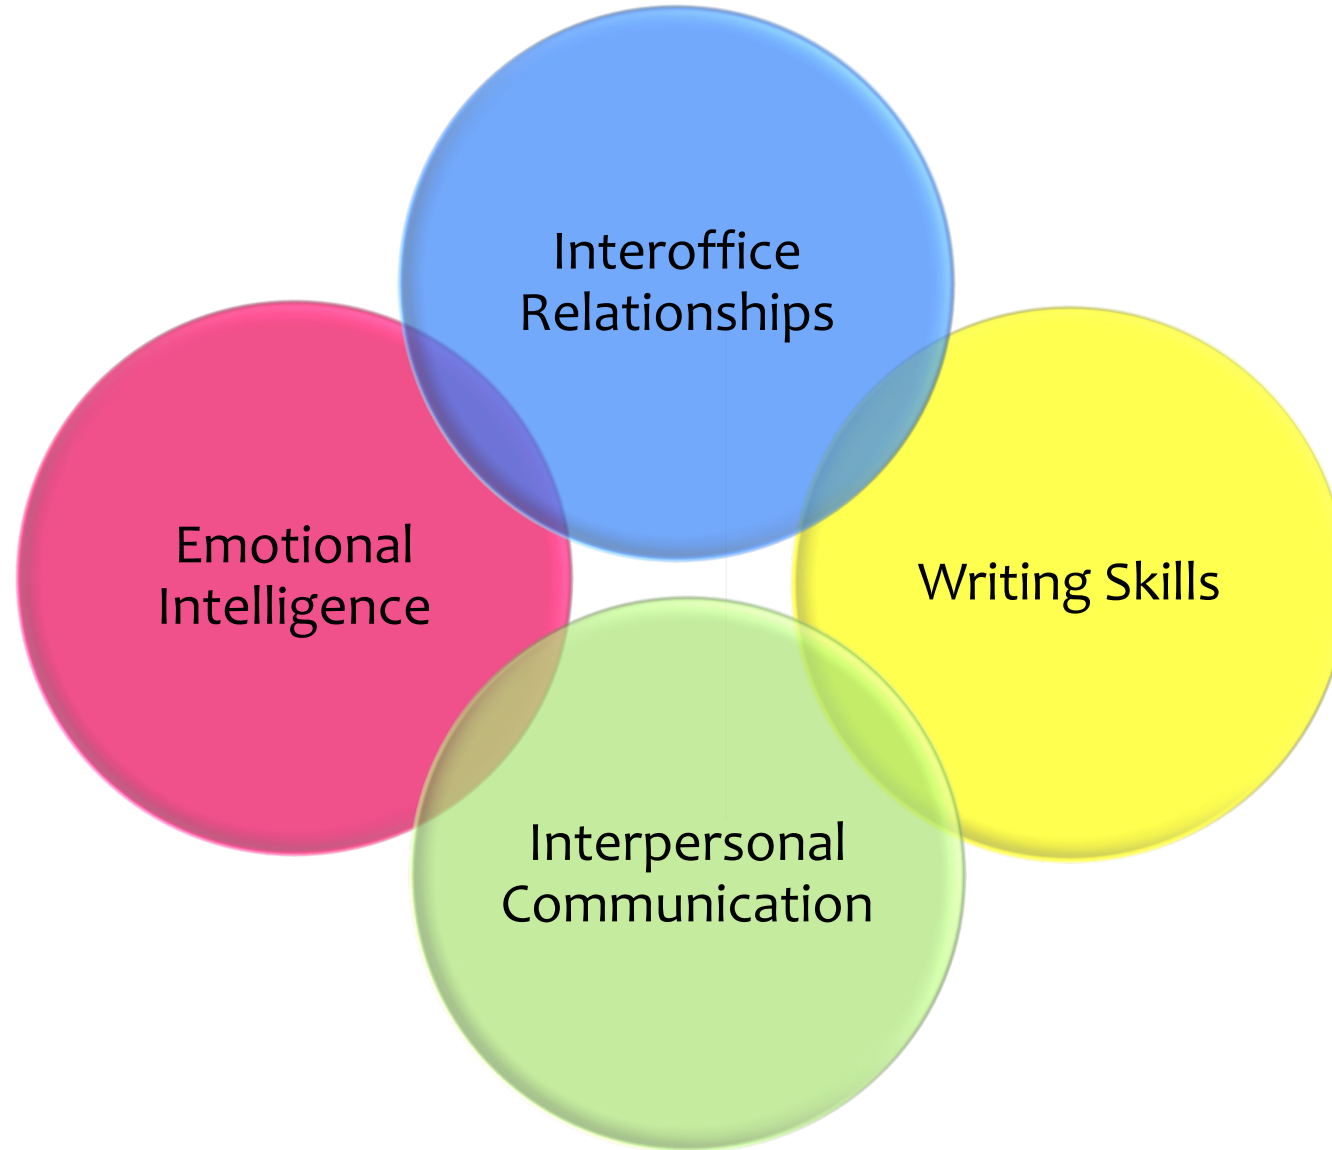 Interoffice
Relationships
Emotional
Intelligence
Writing Skills
Interpersonal
Communication